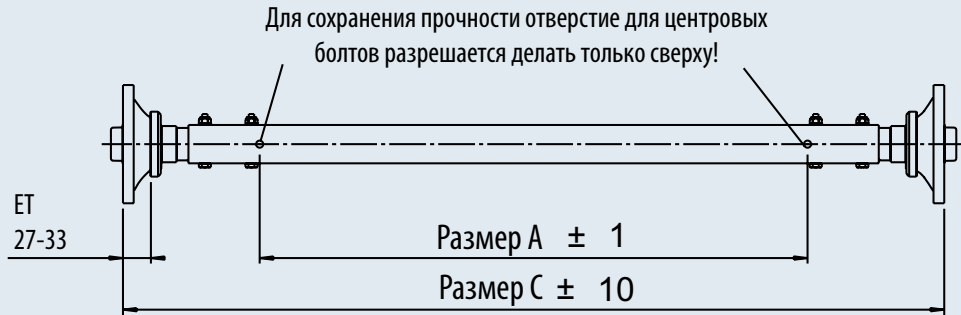 Для сохранения прочности отверстие для центровых
болтов разрешается делать только сверху!
ET
27-33
Размер A ± 1
Размер C ± 10